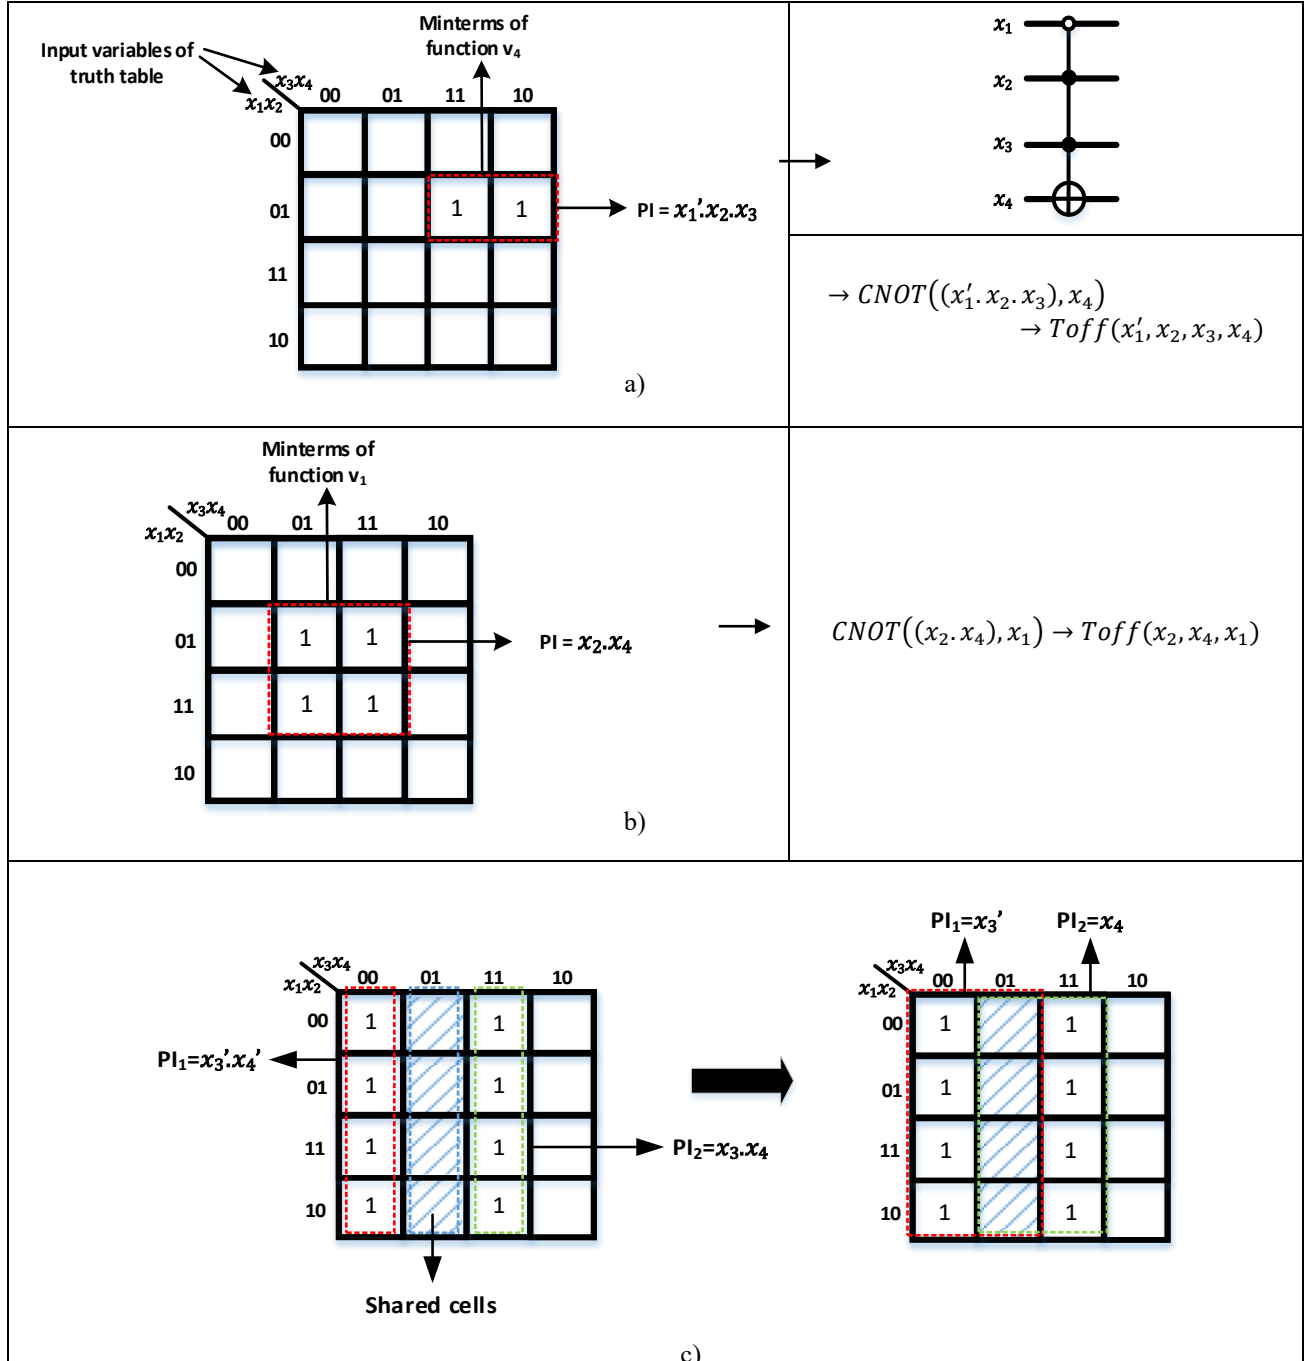 Minterms of
function v₄
Input variables of
truth table
x₃x₄
x₁x₂
00 01 11 10
00
01 1 1
11
10
PI = x₁’.x₂.x₃
a)
x₁
x₂
x₃
x₄
→ CNOT((x₁′. x₂. x₃), x₄)
→ Toff(x₁′, x₂, x₃, x₄)
Minterms of
function v₁
x₃x₄
x₁x₂
00 01 11 10
00
01 1 1
11 1 1
10
PI = x₂.x₄
b)
CNOT((x₂. x₄), x₁) → Toff(x₂, x₄, x₁)
x₃x₄
x₁x₂
00 01 11 10
00 1 1
01 1 1
11 1 1
10 1 1
PI₁=x₃’.x₄’
PI₂=x₃.x₄
Shared cells
PI₁=x₃’
PI₂=x₄
x₃x₄
x₁x₂
00 01 11 10
00 1 1
01 1 1
11 1 1
10 1 1
c)